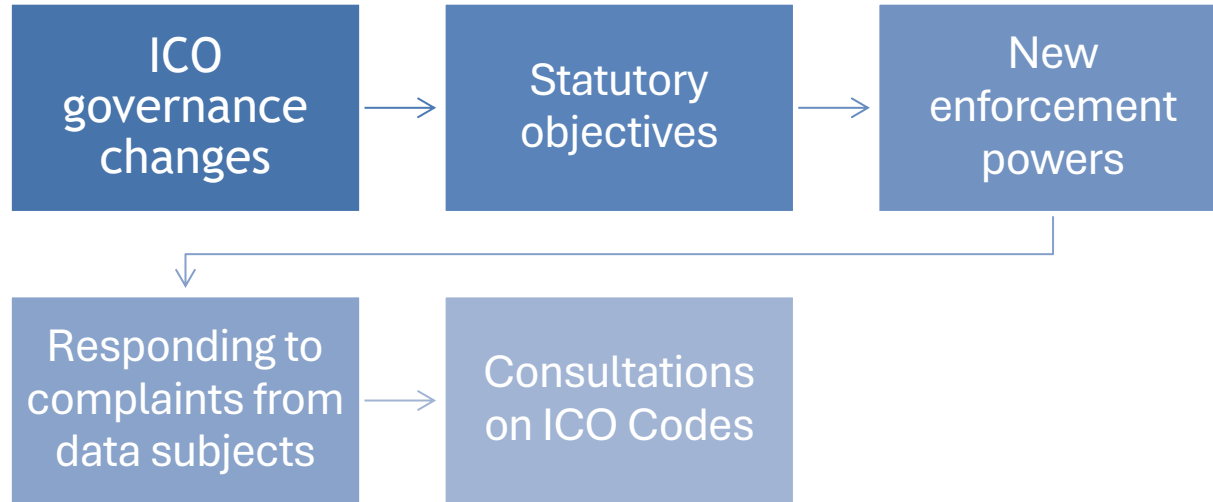 ICO
governance
changes
Statutory
objectives
New
enforcement
powers
Responding to
complaints from
data subjects
Consultations
on ICO Codes